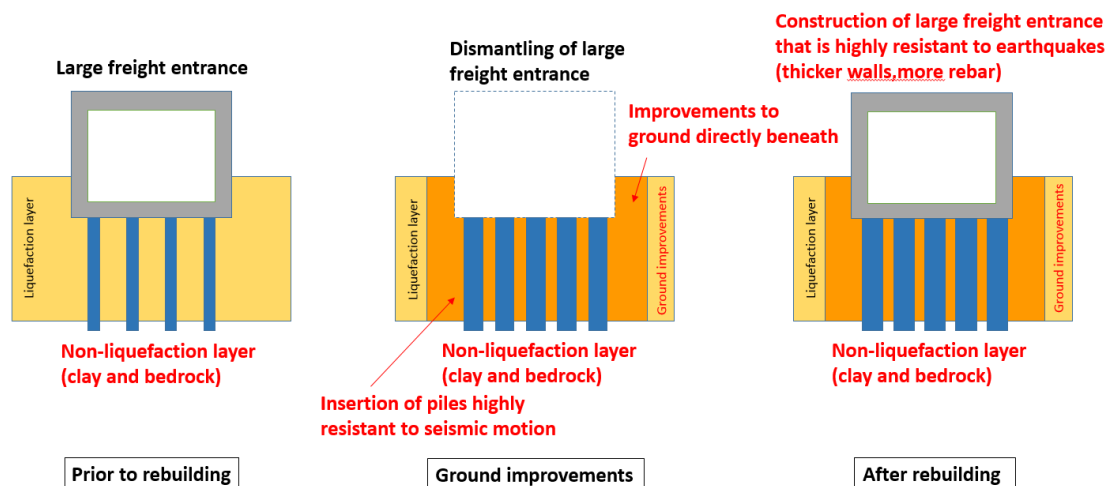 Large freight entrance
Liquefaction layer
Non-liquefaction layer
(clay and bedrock)
Prior to rebuilding
Dismantling of large
freight entrance
Improvements to
ground directly beneath
Liquefaction layer
Ground improvements
Non-liquefaction layer
(clay and bedrock)
Insertion of piles highly
resistant to seismic motion
Ground improvements
Construction of large freight entrance
that is highly resistant to earthquakes
(thicker walls,more rebar)
Liquefaction layer
Ground improvements
Non-liquefaction layer
(clay and bedrock)
After rebuilding